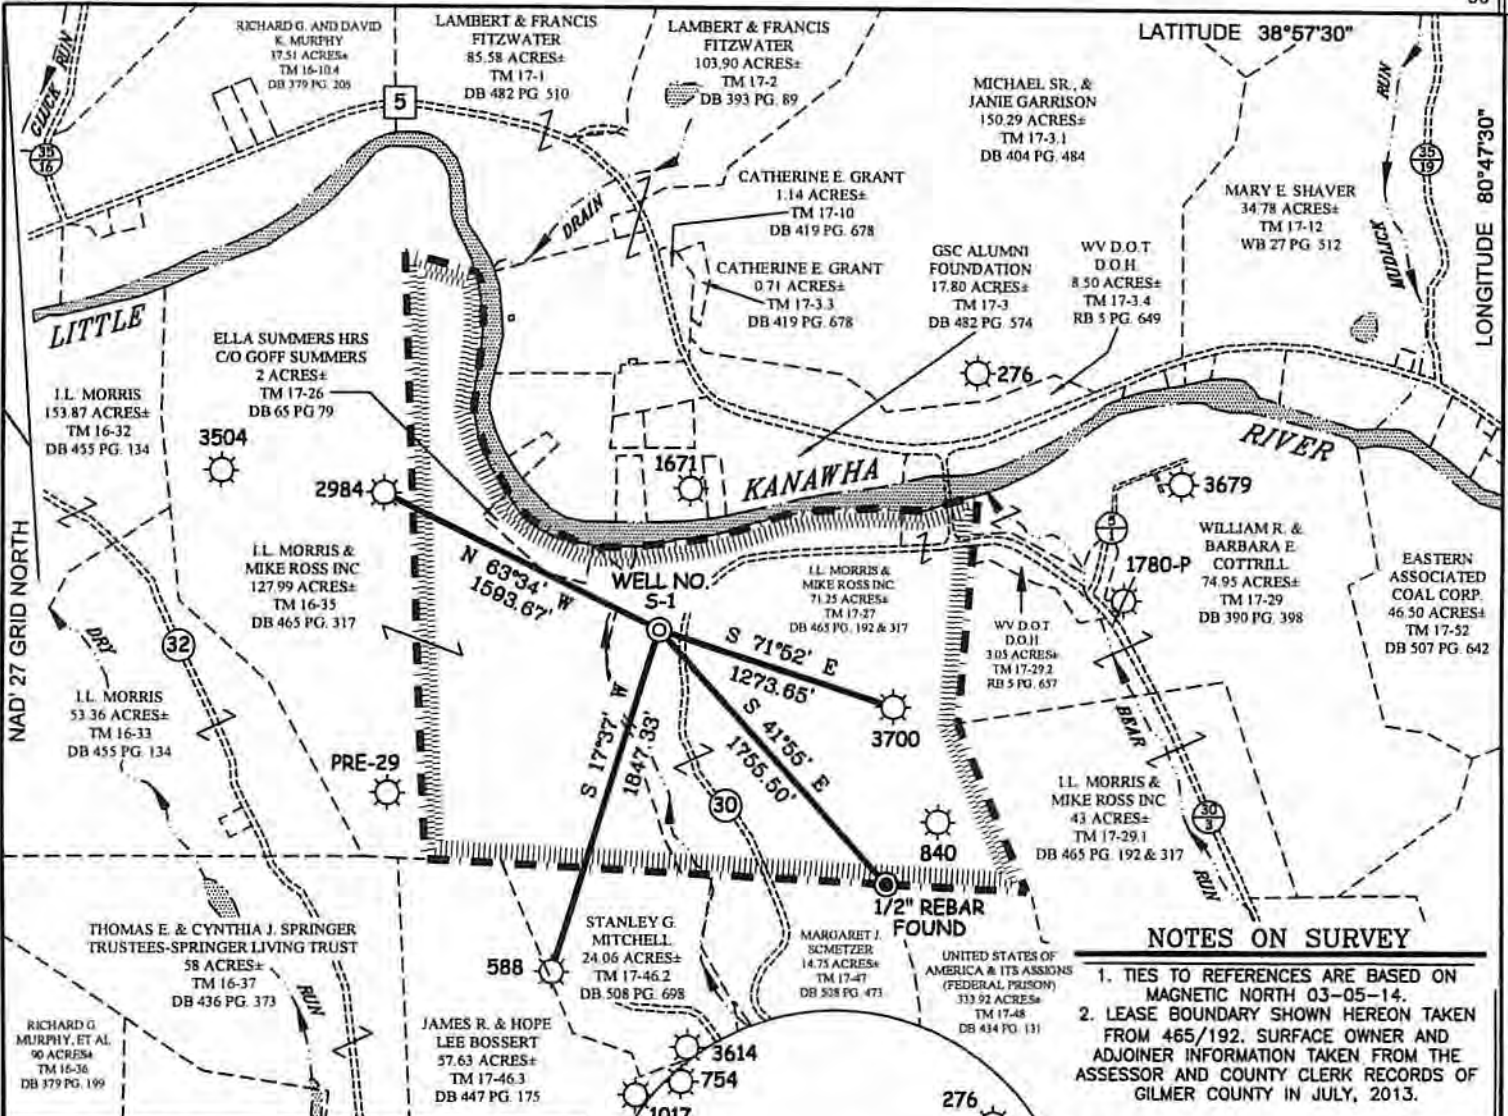 LATITUDE 38°57'30"
LONGITUDE 80°47'30"
NAD' 27 GRID NORTH
CLICK RUN
35
16
RICHARD G. AND DAVID
K. MURPHY
37.51 ACRES±
TM 16-10.4
DB 379 PG. 205
5
LAMBERT & FRANCIS
FITZWATER
85.58 ACRES±
TM 17-1
DB 482 PG. 510
LAMBERT & FRANCIS
FITZWATER
103.90 ACRES±
TM 17-2
DB 393 PG. 89
MICHAEL SR., &
JANIE GARRISON
150.29 ACRES±
TM 17-3.1
DB 404 PG. 484
RUN
35
19
MUDLICK
MARY E. SHAVER
34.78 ACRES±
TM 17-12
WB 27 PG. 512
CATHERINE E. GRANT
1.14 ACRES±
TM 17-10
DB 419 PG. 678
DRAIN
CATHERINE E. GRANT
0.71 ACRES±
TM 17-3.3
DB 419 PG. 678
GSC ALUMNI
FOUNDATION
17.80 ACRES±
TM 17-3
DB 482 PG. 574
WV D.O.T.
D.O.H.
8.50 ACRES±
TM 17-3.4
RB 5 PG. 649
LITTLE
ELLA SUMMERS HRS
C/O GOFF SUMMERS
2 ACRES±
TM 17-26
DB 65 PG 79
I.L. MORRIS
153.87 ACRES±
TM 16-32
DB 455 PG. 134
276
3504
2984
1671
KANAWHA
RIVER
3679
5
1
1780-P
WILLIAM R. &
BARBARA E.
COTTRILL
74.95 ACRES±
TM 17-29
DB 390 PG. 398
EASTERN
ASSOCIATED
COAL CORP.
46.50 ACRES±
TM 17-52
DB 507 PG. 642
I.L. MORRIS &
MIKE ROSS INC
127.99 ACRES±
TM 16-35
DB 465 PG. 317
N 63°34' W
1593.67'
WELL NO.
S-1
I.L. MORRIS &
MIKE ROSS INC
71.25 ACRES±
TM 17-27
DB 465 PG. 192 & 317
WV D.O.T.
D.O.H
3.03 ACRES±
TM 17-29.2
RB 5 PG. 657
DRY
32
S 71°52' E
1273.65'
3700
S 17°37' W
1847.33'
S 41°55' E
1755.50'
BEAR
I.L. MORRIS
53.36 ACRES±
TM 16-33
DB 455 PG. 134
PRE-29
30
840
I.L. MORRIS &
MIKE ROSS INC
43 ACRES±
TM 17-29.1
DB 465 PG. 192 & 317
30
3
RUN
1/2" REBAR
FOUND
THOMAS E. & CYNTHIA J. SPRINGER
TRUSTEES-SPRINGER LIVING TRUST
58 ACRES±
TM 16-37
DB 436 PG. 373
RUN
588
STANLEY G.
MITCHELL
24.06 ACRES±
TM 17-46.2
DB 508 PG. 698
MARGARET J.
SCMETZER
14.75 ACRES±
TM 17-47
DB 508 PG. 473
UNITED STATES OF
AMERICA & ITS ASSIGNS
(FEDERAL PRISON)
313.92 ACRES±
TM 17-48
DB 434 PG. 131
RICHARD G.
MURPHY, ET AL
90 ACRES±
TM 16-36
DB 379 PG. 199
JAMES R. & HOPE
LEE BOSSERT
57.63 ACRES±
TM 17-46.3
DB 447 PG. 175
3614
754
1017
276
NOTES ON SURVEY
1. TIES TO REFERENCES ARE BASED ON
MAGNETIC NORTH 03-05-14.
2. LEASE BOUNDARY SHOWN HEREON TAKEN
FROM 465/192. SURFACE OWNER AND
ADJOINER INFORMATION TAKEN FROM THE
ASSESSOR AND COUNTY CLERK RECORDS OF
GILMER COUNTY IN JULY, 2013.